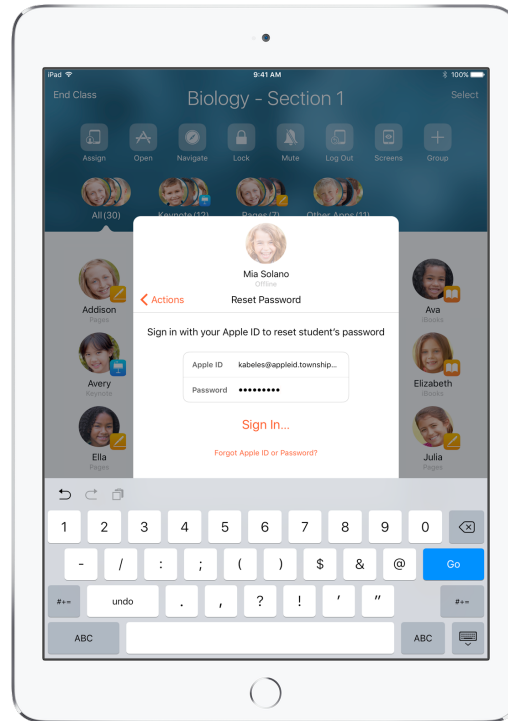 iPad 9:41 AM 100%
End Class Biology - Section 1 Select
Assign Open Navigate Lock Mute Log Out Screens Group
All (30) Keynote (12) Pages (7) Other Apps (11)
Mia Solano
Offline
Actions Reset Password
Addison
Pages
Ava
iBooks
Sign in with your Apple ID to reset student's password
Apple ID kabeles@appleid.township...
Password •••••••••
Avery
Keynote
Elizabeth
iBooks
Sign In...
Forgot Apple ID or Password?
Ella
Pages
Julia
Pages
1 2 3 4 5 6 7 8 9 0
- / : ; ( ) $ & @ Go
#+= undo . , ? ! ' " #+=
ABC ABC